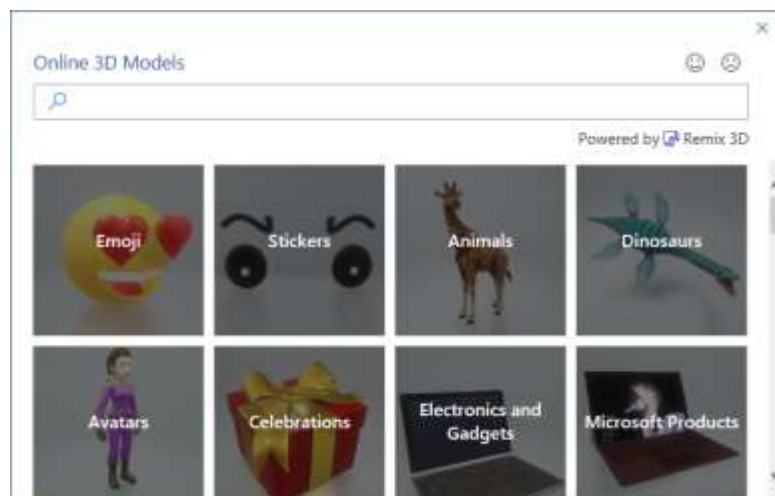 Online 3D Models
Powered by Remix 3D
Emoji
Stickers
Animals
Dinosaurs
Avatars
Celebrations
Electronics and
Gadgets
Microsoft Products